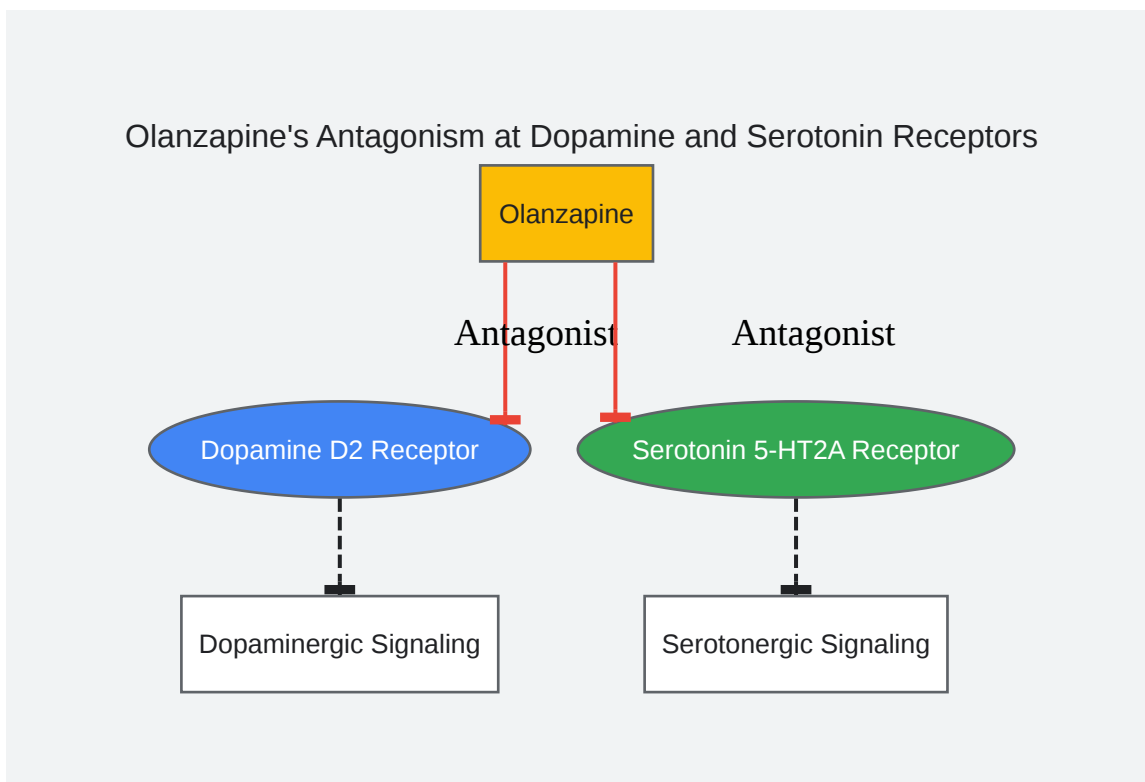 Olanzapine's Antagonism at Dopamine and Serotonin Receptors
Olanzapine
Antagonist
Antagonist
Dopamine D2 Receptor
Serotonin 5-HT2A Receptor
Dopaminergic Signaling
Serotonergic Signaling